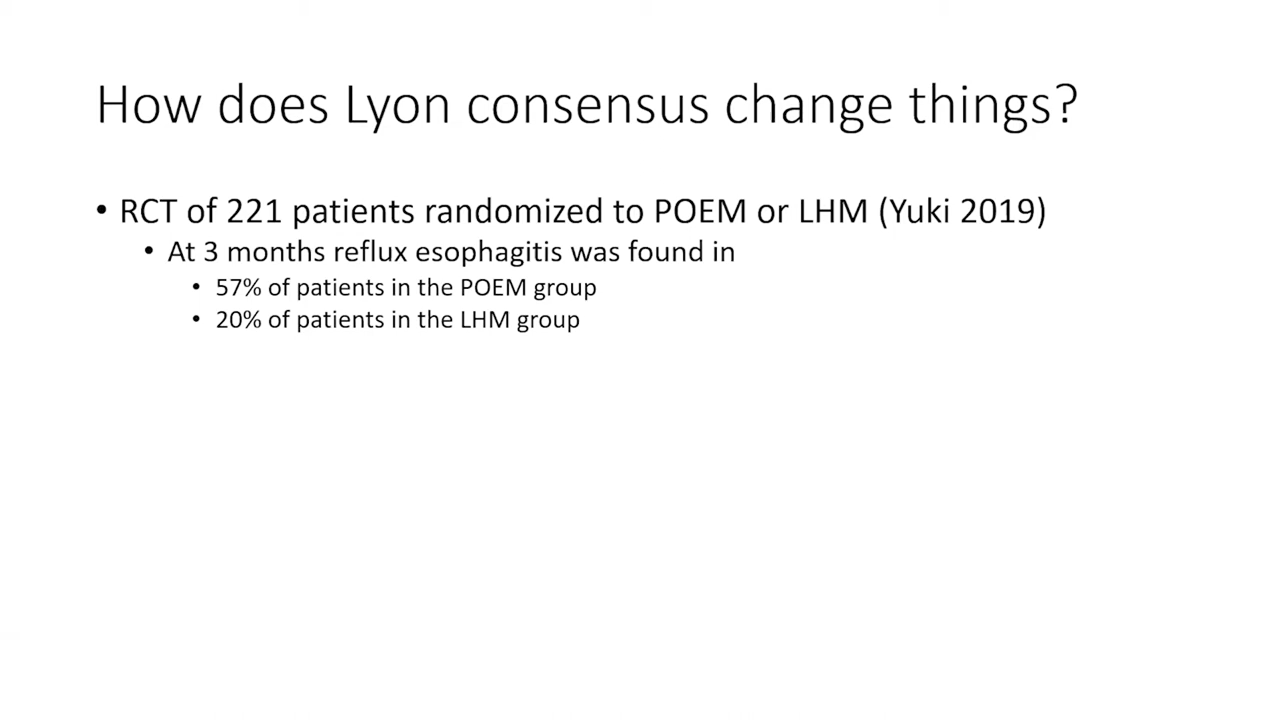 How does Lyon consensus change things?
• RCT of 221 patients randomized to POEM or LHM (Yuki 2019)
• At 3 months reflux esophagitis was found in
• 57% of patients in the POEM group
• 20% of patients in the LHM group